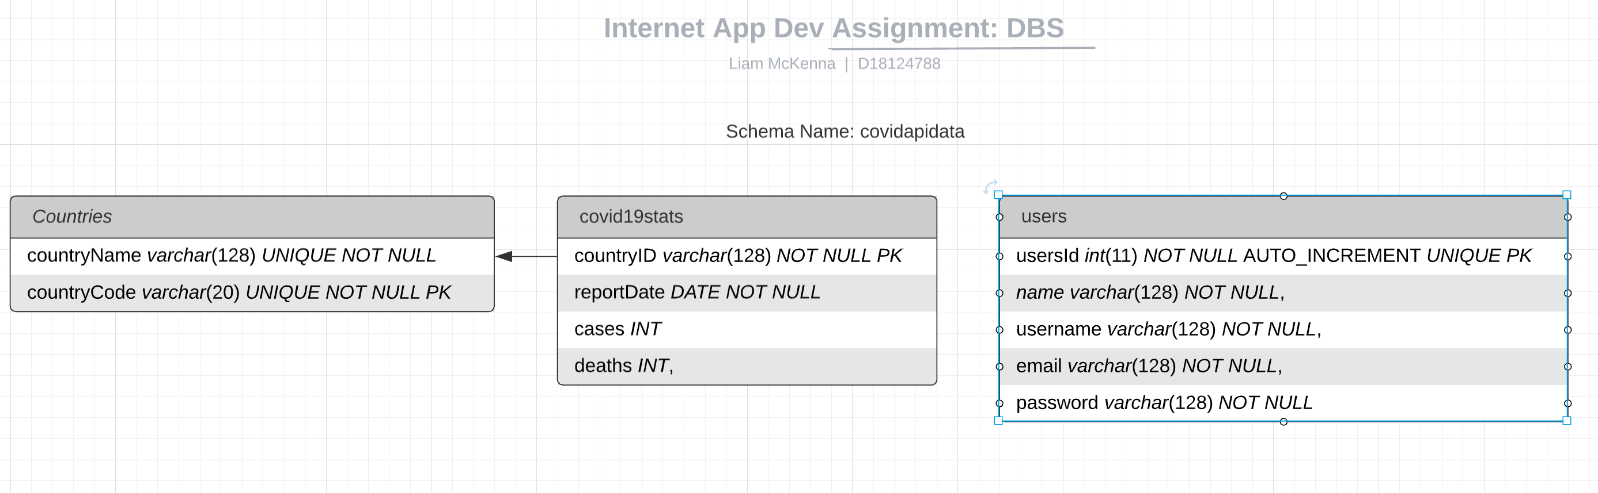 Internet App Dev Assignment: DBS
Liam McKenna | D18124788
Schema Name: covidapidata
Countries
countryName varchar(128) UNIQUE NOT NULL
countryCode varchar(20) UNIQUE NOT NULL PK
covid19stats
countryID varchar(128) NOT NULL PK
reportDate DATE NOT NULL
cases INT
deaths INT,
users
usersId int(11) NOT NULL AUTO_INCREMENT UNIQUE PK
name varchar(128) NOT NULL,
username varchar(128) NOT NULL,
email varchar(128) NOT NULL,
password varchar(128) NOT NULL